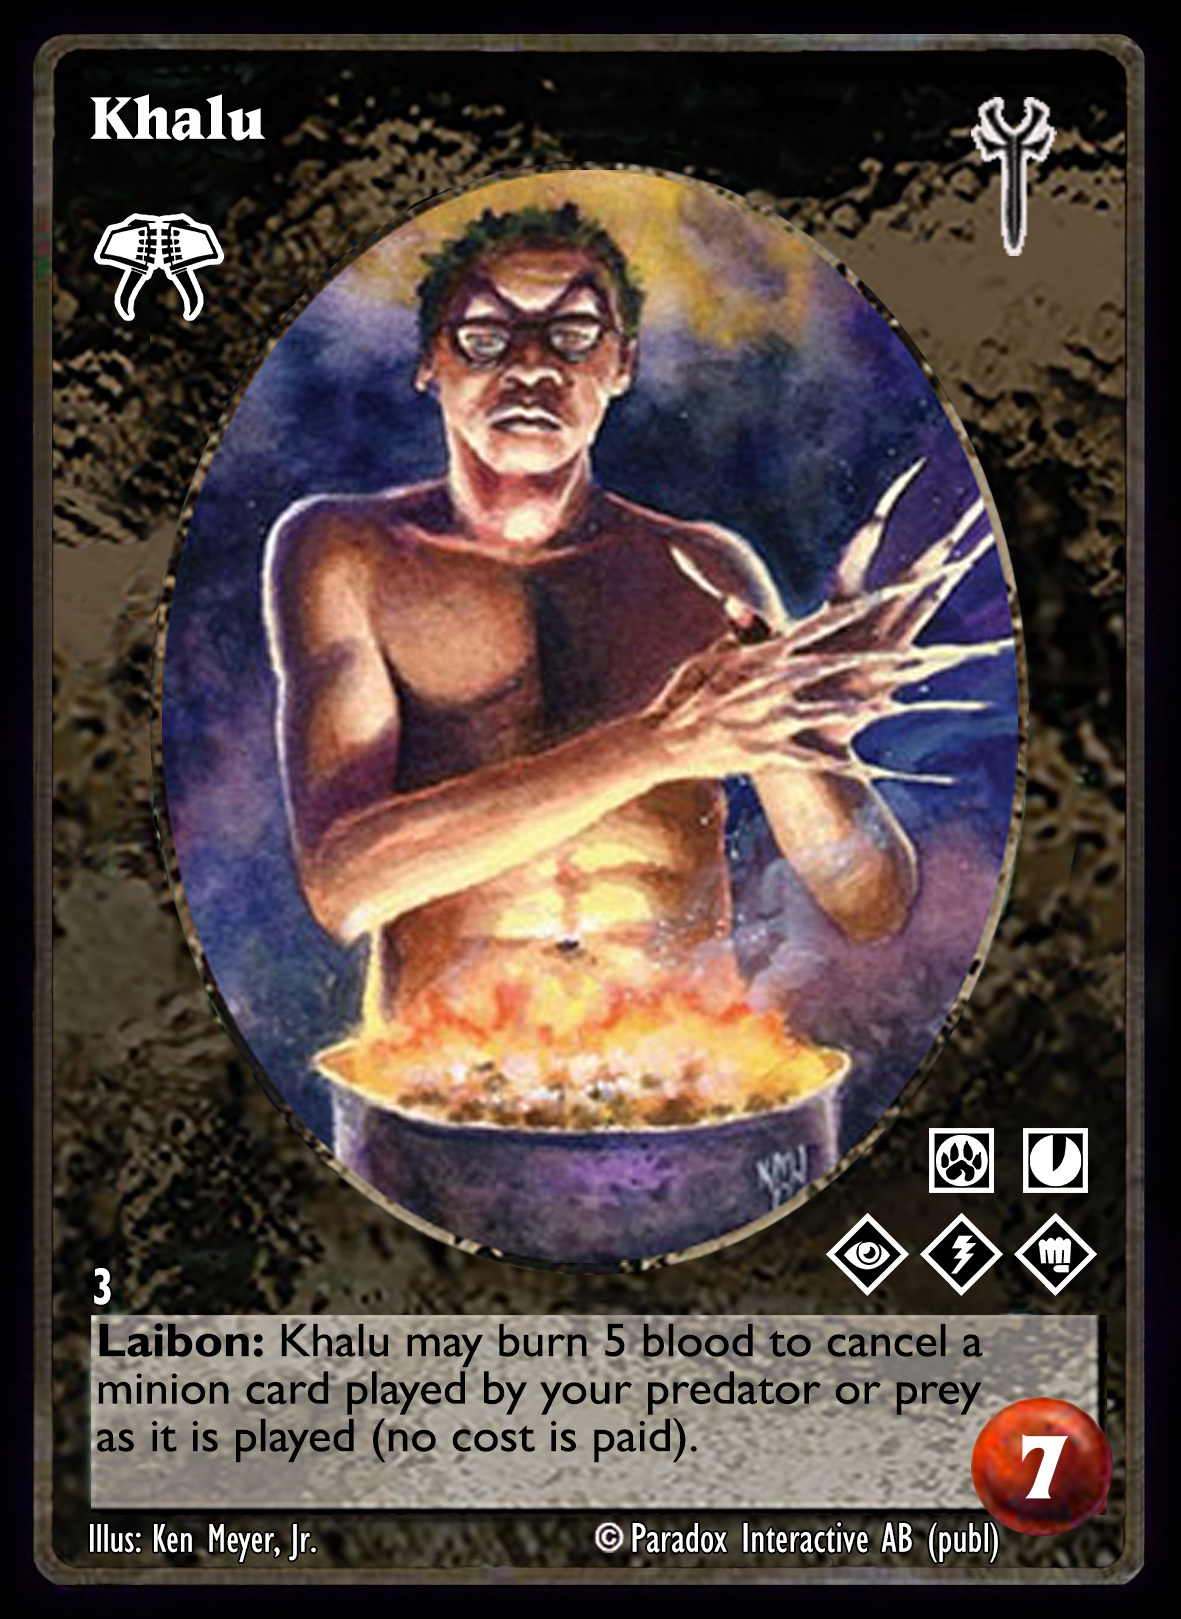 Khalu
3
Laibon: Khalu may burn 5 blood to cancel a
minion card played by your predator or prey
as it is played (no cost is paid).
7
Illus: Ken Meyer, Jr.
© Paradox Interactive AB (publ)